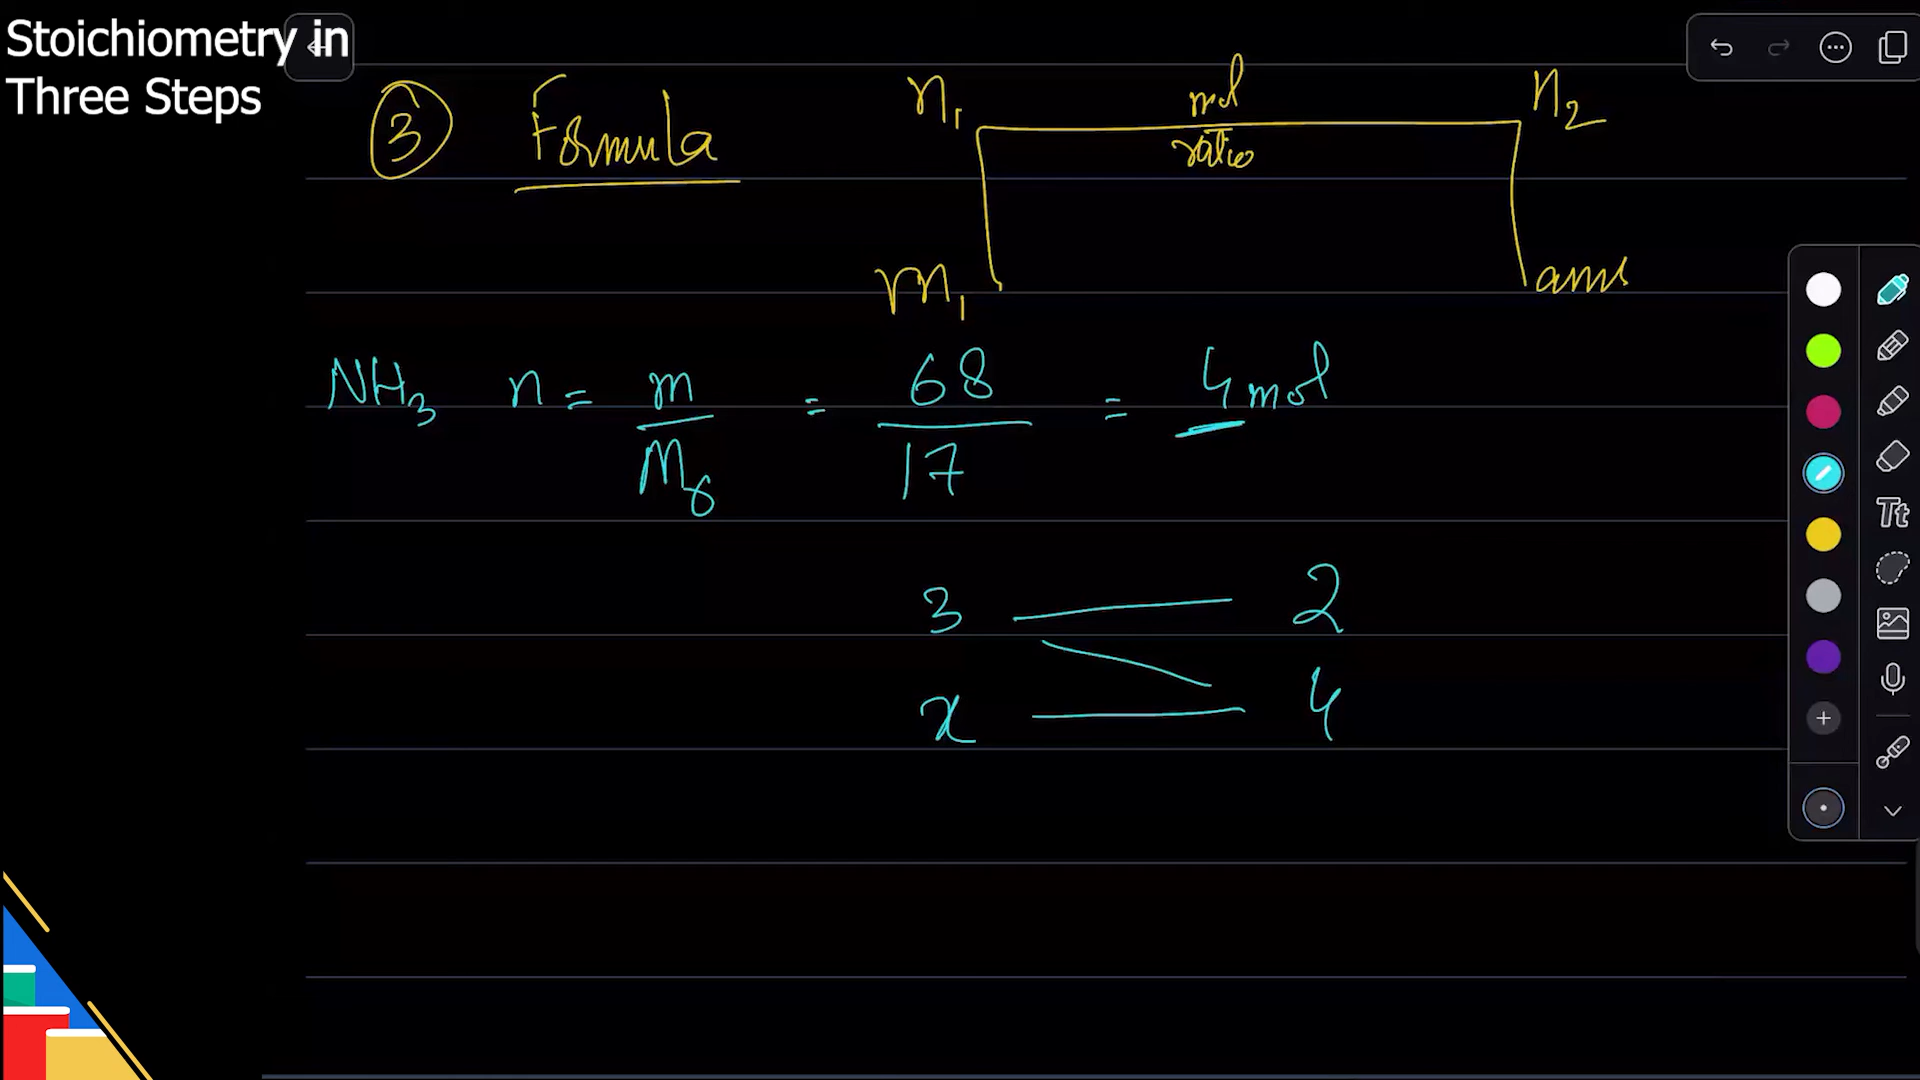 Stoichiometry in
Three Steps
3 Formula
n₁ mol n₂
ratio
m₁ ans
NH₃ n = m = 68 = 4 mol
Mr 17
3 2
x 4
Tt